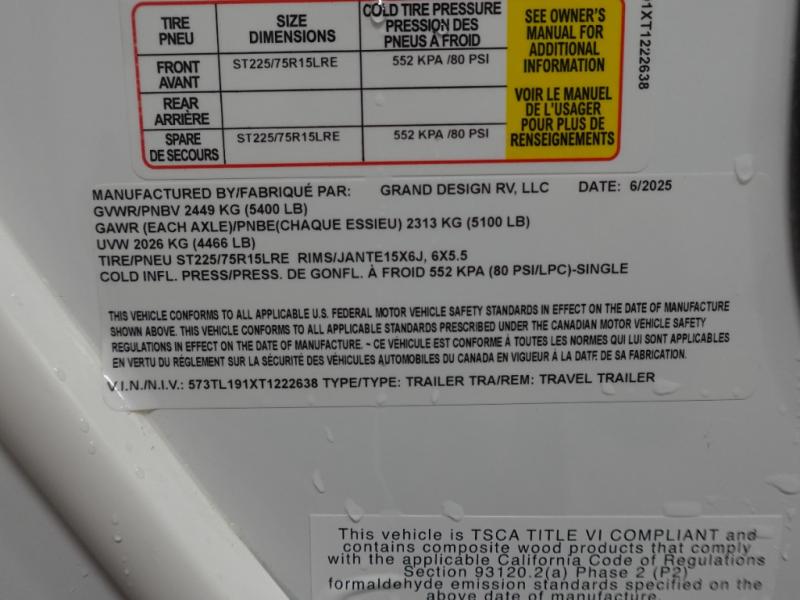 TIRE PNEU SIZE DIMENSIONS COLD TIRE PRESSURE PRESSION DES PNEUS À FROID
FRONT AVANT ST225/75R15LRE 552 KPA /80 PSI
REAR ARRIÈRE
SPARE DE SECOURS ST225/75R15LRE 552 KPA /80 PSI
SEE OWNER'S
MANUAL FOR
ADDITIONAL
INFORMATION
VOIR LE MANUEL
DE L'USAGER
POUR PLUS DE
RENSEIGNEMENTS
1XT1222638
MANUFACTURED BY/FABRIQUÉ PAR: GRAND DESIGN RV, LLC DATE: 6/2025
GVWR/PNBV 2449 KG (5400 LB)
GAWR (EACH AXLE)/PNBE(CHAQUE ESSIEU) 2313 KG (5100 LB)
UVW 2026 KG (4466 LB)
TIRE/PNEU ST225/75R15LRE RIMS/JANTE15X6J, 6X5.5
COLD INFL. PRESS/PRESS. DE GONFL. À FROID 552 KPA (80 PSI/LPC)-SINGLE
THIS VEHICLE CONFORMS TO ALL APPLICABLE U.S. FEDERAL MOTOR VEHICLE SAFETY STANDARDS IN EFFECT ON THE DATE OF MANUFACTURE
SHOWN ABOVE. THIS VEHICLE CONFORMS TO ALL APPLICABLE STANDARDS PRESCRIBED UNDER THE CANADIAN MOTOR VEHICLE SAFETY
REGULATIONS IN EFFECT ON THE DATE OF MANUFACTURE. - CE VÉHICULE EST CONFORME À TOUTES LES NORMES QUI LUI SONT APPLICABLES
EN VERTU DU RÈGLEMENT SUR LA SÉCURITÉ DES VÉHICULES AUTOMOBILES DU CANADA EN VIGUEUR À LA DATE DE SA FABRICATION.
V.I.N./N.I.V.: 573TL191XT1222638 TYPE/TYPE: TRAILER TRA/REM: TRAVEL TRAILER
This vehicle is TSCA TITLE VI COMPLIANT and
contains composite wood products that comply
with the applicable California Code of Regulations
Section 93120.2(a) Phase 2 (P2)
formaldehyde emission standards specified on the
above date of manufacture.